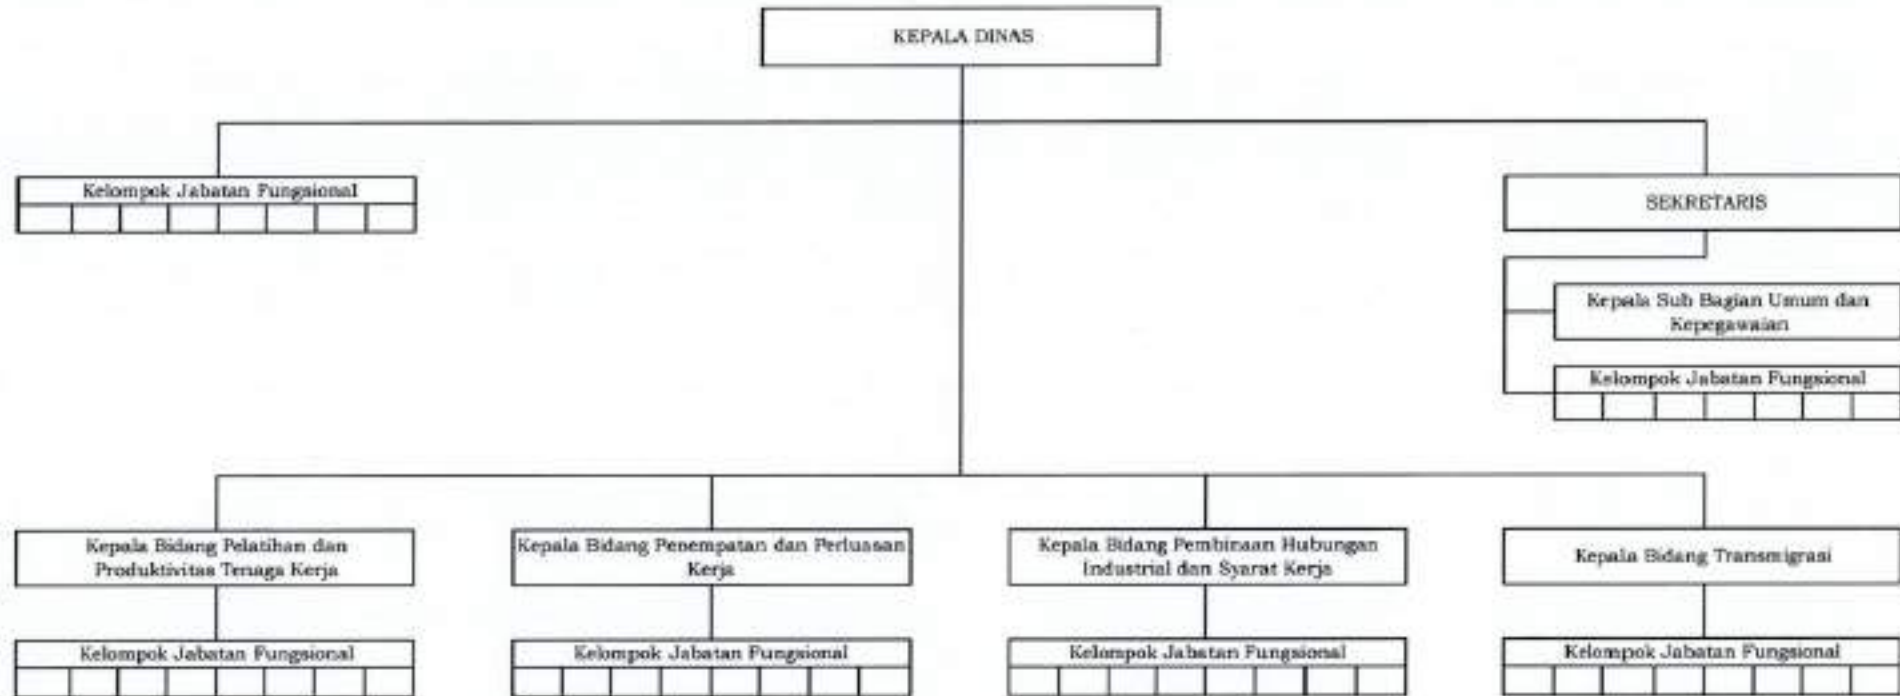 KEPALA DINAS
Kelompok Jabatan Fungsional
SEKRETARIS
Kepala Sub Bagian Umum dan
Kepegawaian
Kelompok Jabatan Fungsional
Kepala Bidang Pelatihan dan
Produktivitas Tenaga Kerja
Kepala Bidang Penempatan dan Perluasan
Kerja
Kepala Bidang Pembinaan Hubungan
Industrial dan Syarat Kerja
Kepala Bidang Transmigrasi
Kelompok Jabatan Fungsional
Kelompok Jabatan Fungsional
Kelompok Jabatan Fungsional
Kelompok Jabatan Fungsional